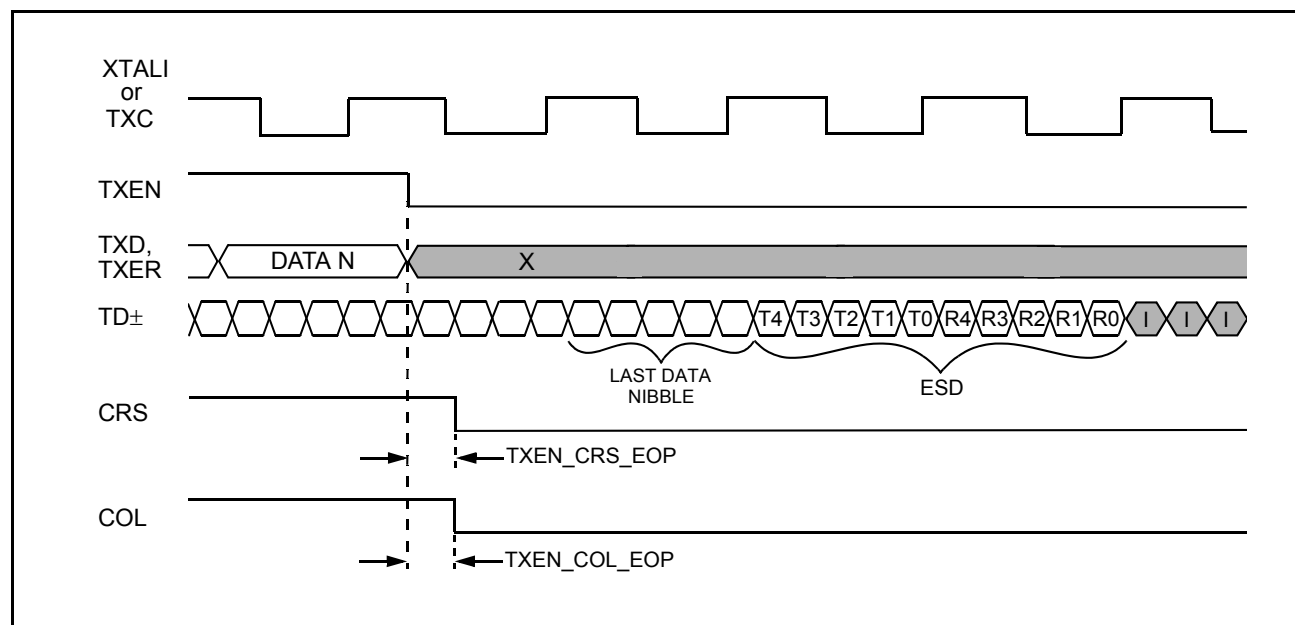 XTALI
or
TXC
TXEN
TXD,
TXER
DATA N
X
TD±
T4 T3 T2 T1 T0 R4 R3 R2 R1 R0 I I I
LAST DATA
NIBBLE
ESD
CRS
TXEN_CRS_EOP
COL
TXEN_COL_EOP